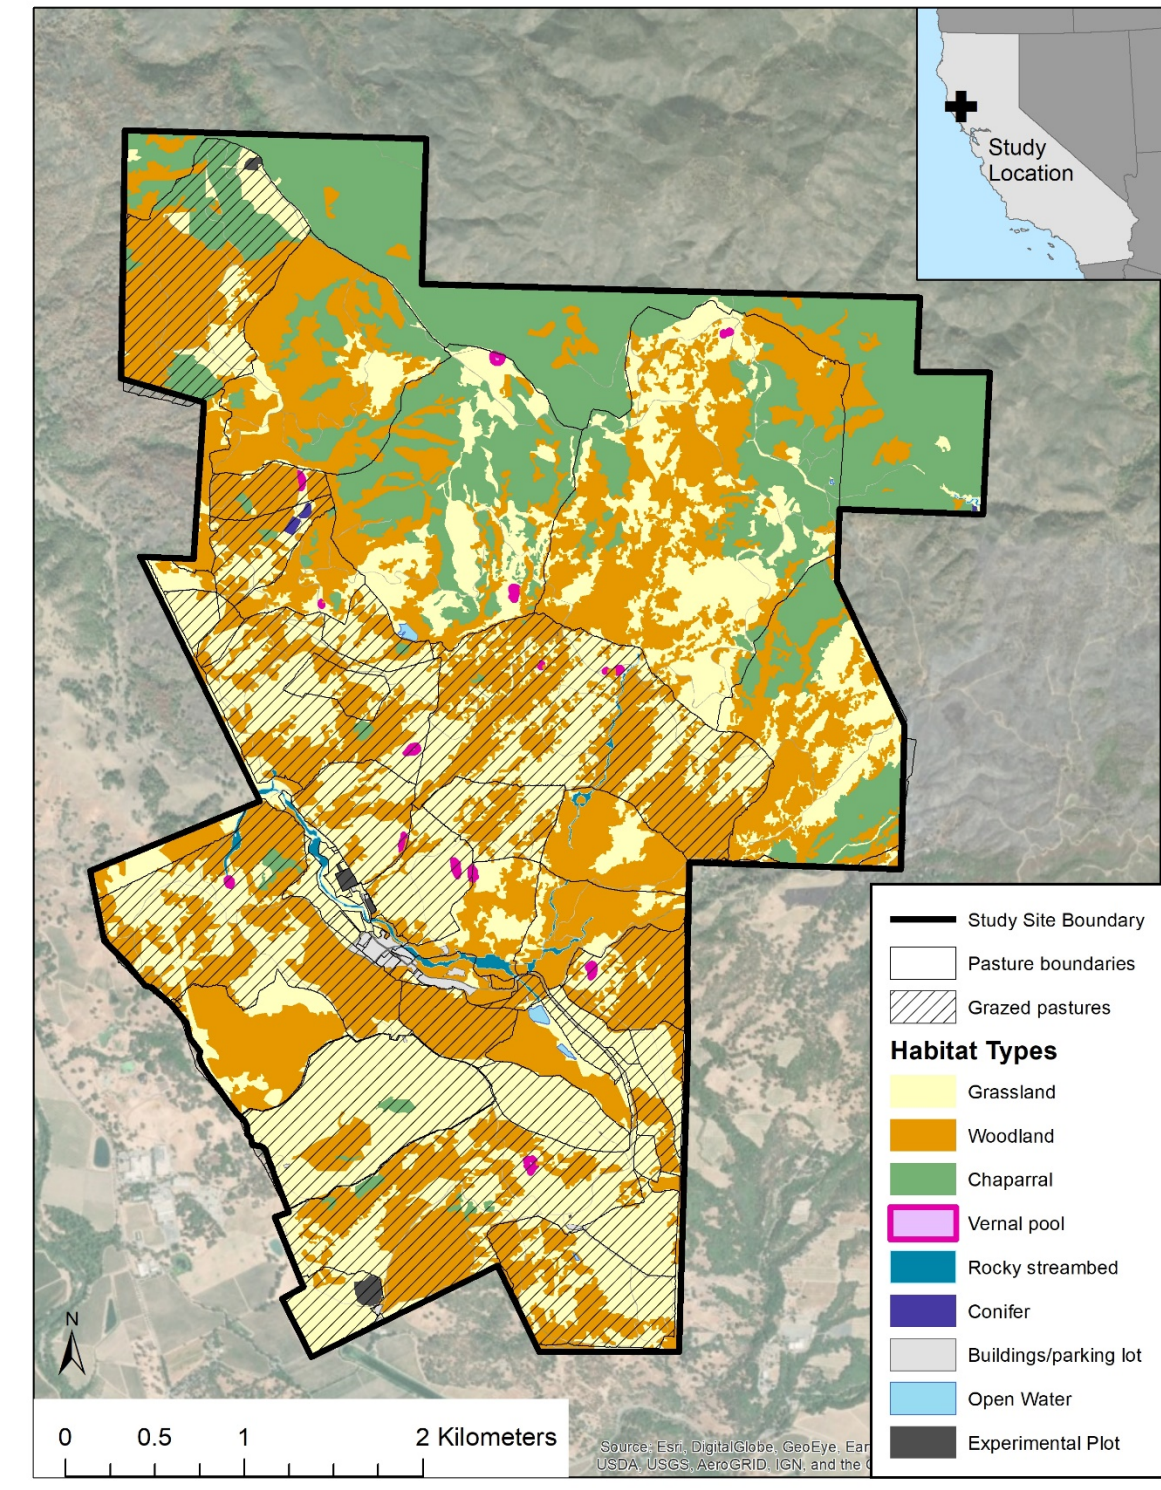 Study
Location
Study Site Boundary
Pasture boundaries
Grazed pastures
Habitat Types
Grassland
Woodland
Chaparral
Vernal pool
Rocky streambed
Conifer
Buildings/parking lot
Open Water
Experimental Plot
N
0 0.5 1 2 Kilometers
Source: Esri, DigitalGlobe, GeoEye, Ear
USDA, USGS, AeroGRID, IGN, and the